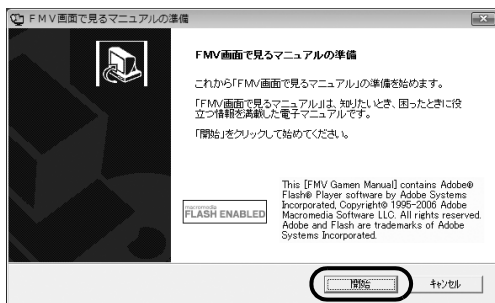 FMV画面で見るマニュアルの準備
FMV画面で見るマニュアルの準備
これから「FMV画面で見るマニュアル」の準備を始めます。
「FMV画面で見るマニュアル」は、知りたいとき、困ったときに役
立つ情報を満載した電子マニュアルです。
「開始」をクリックして始めてください。
macromedia
FLASH ENABLED
This [FMV Gamen Manual] contains Adobe®
Flash® Player software by Adobe Systems
Incorporated, Copyright© 1995-2006 Adobe
Macromedia Software LLC. All rights reserved.
Adobe and Flash are trademarks of Adobe
Systems Incorporated.
開始
キャンセル